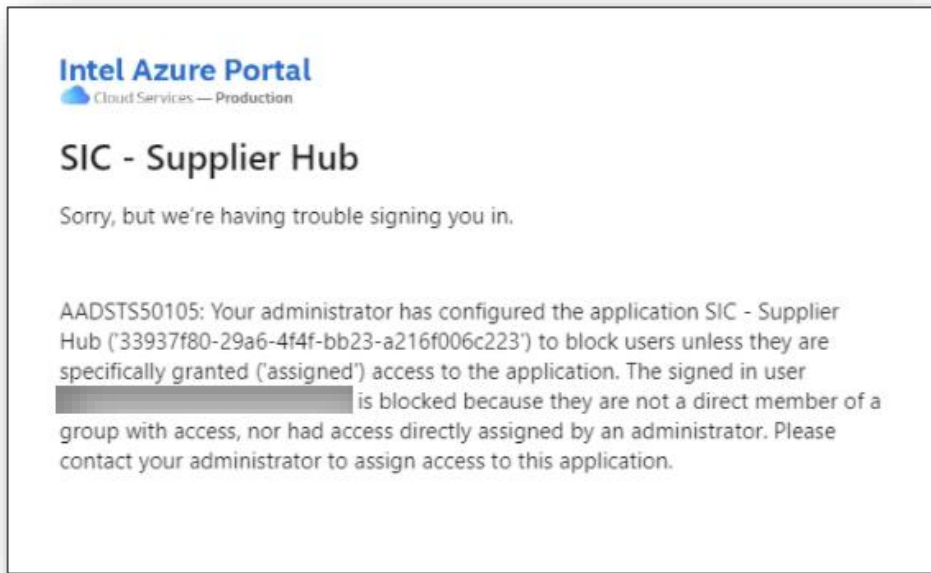 Intel Azure Portal
Cloud Services — Production
SIC - Supplier Hub
Sorry, but we're having trouble signing you in.
AADSTS50105: Your administrator has configured the application SIC - Supplier
Hub ('33937f80-29a6-4f4f-bb23-a216f006c223') to block users unless they are
specifically granted ('assigned') access to the application. The signed in user
is blocked because they are not a direct member of a
group with access, nor had access directly assigned by an administrator. Please
contact your administrator to assign access to this application.